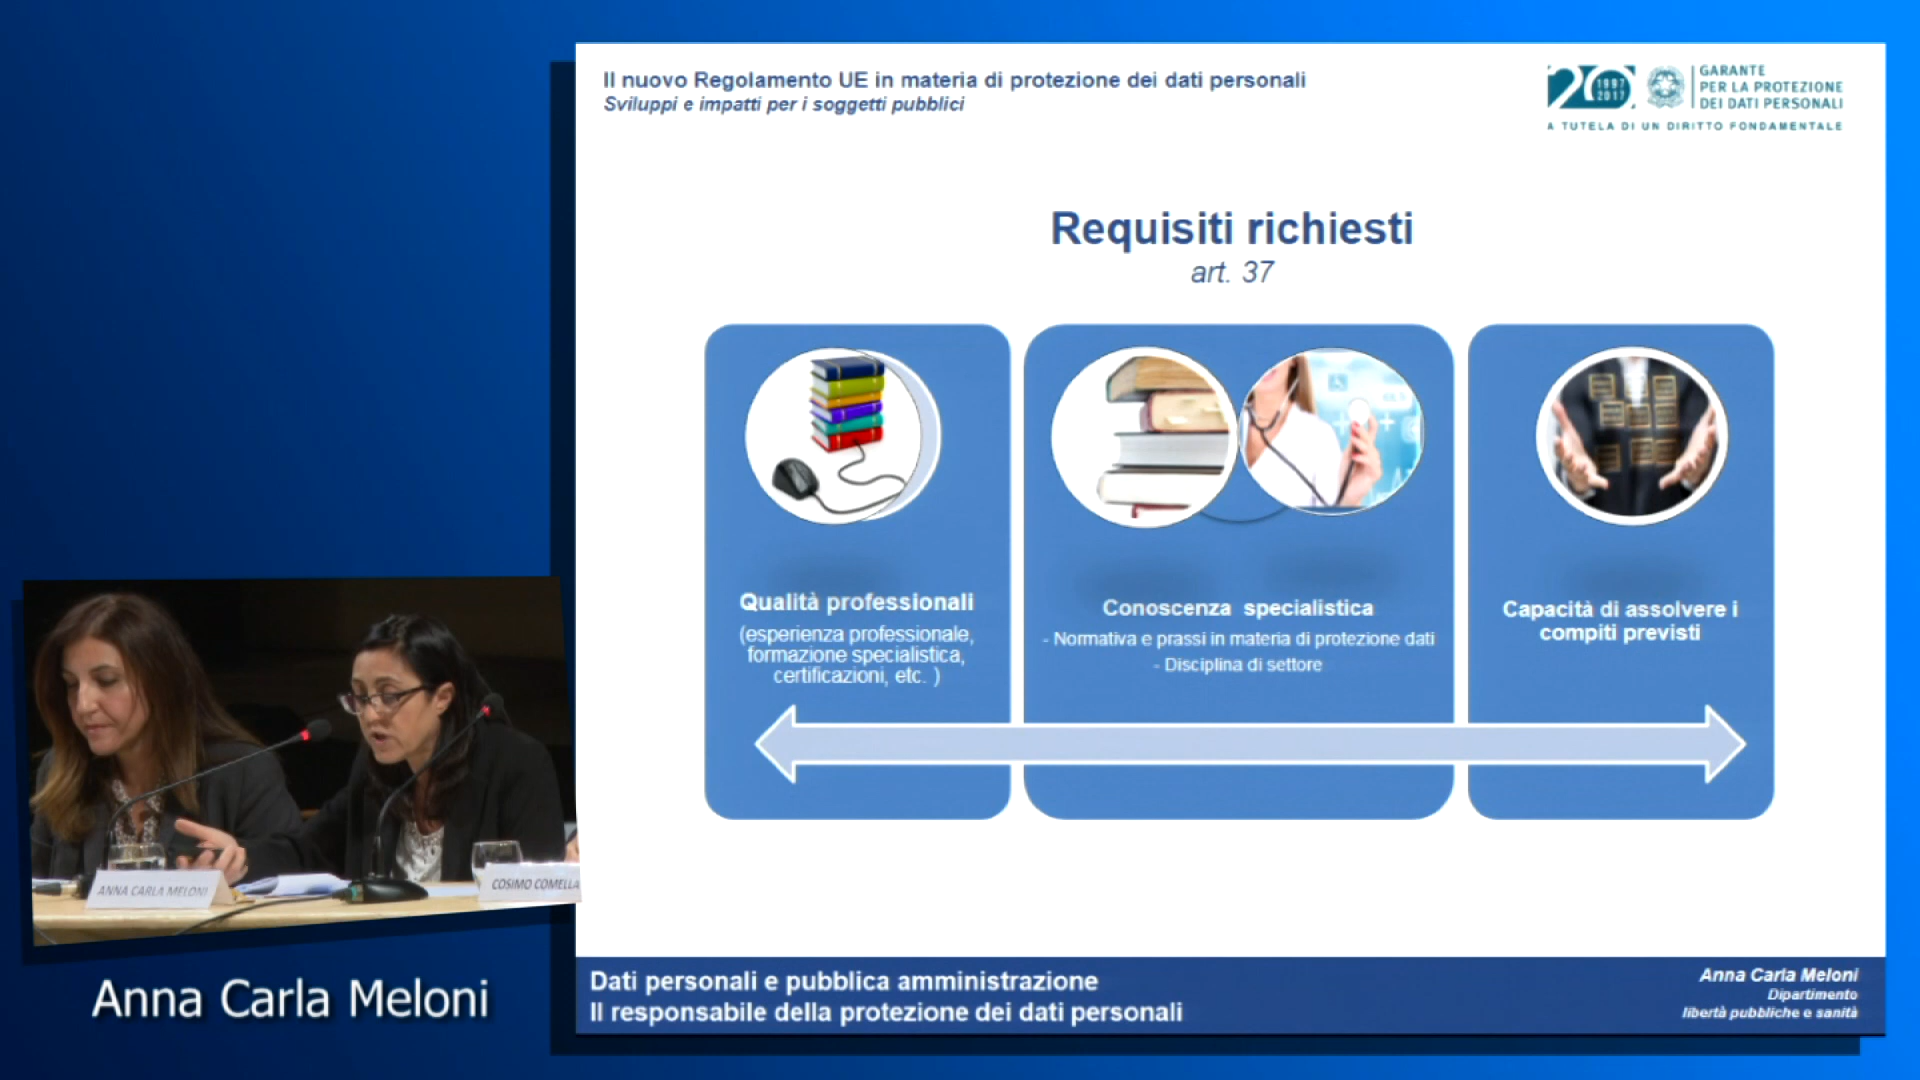 Il nuovo Regolamento UE in materia di protezione dei dati personali
Sviluppi e impatti per i soggetti pubblici
20
1997
2017
GARANTE
PER LA PROTEZIONE
DEI DATI PERSONALI
A TUTELA DI UN DIRITTO FONDAMENTALE
Requisiti richiesti
art. 37
Qualità professionali
(esperienza professionale,
formazione specialistica,
certificazioni, etc. )
Conoscenza specialistica
- Normativa e prassi in materia di protezione dati
- Disciplina di settore
Capacità di assolvere i
compiti previsti
ANNA CARLA MELONI
COSIMO COMELLA
Anna Carla Meloni
Dati personali e pubblica amministrazione
Il responsabile della protezione dei dati personali
Anna Carla Meloni
Dipartimento
libertà pubbliche e sanità